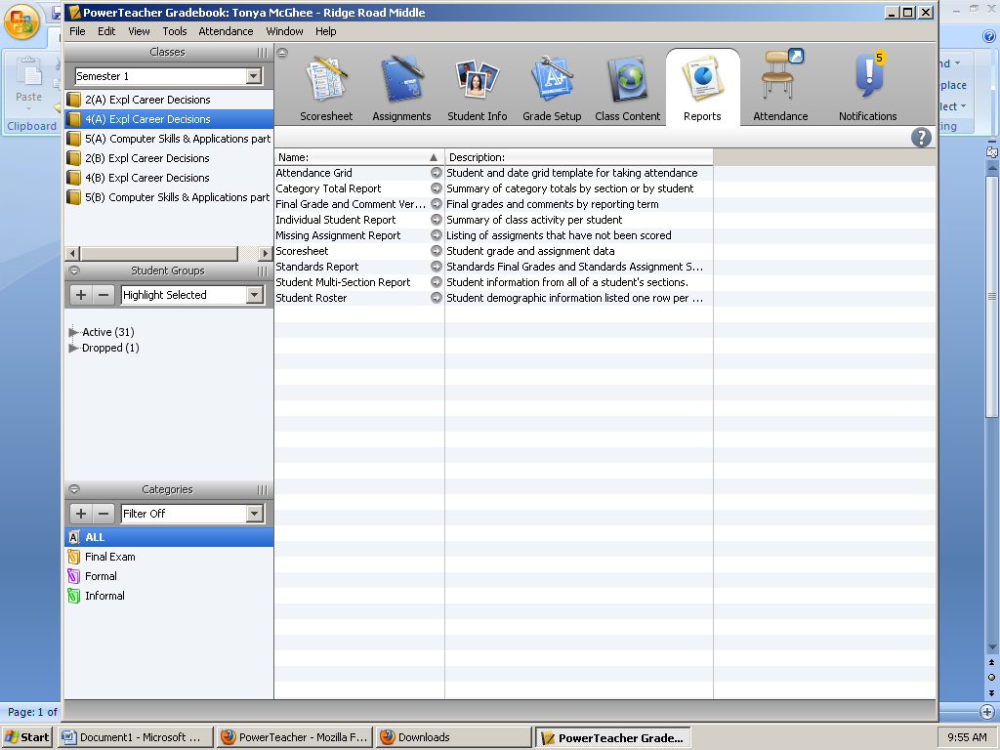 PowerTeacher Gradebook: Tonya McGhee - Ridge Road Middle
File Edit View Tools Attendance Window Help
Classes
Semester 1
2(A) Expl Career Decisions
4(A) Expl Career Decisions
5(A) Computer Skills & Applications part
2(B) Expl Career Decisions
4(B) Expl Career Decisions
5(B) Computer Skills & Applications part
Student Groups
Highlight Selected
Active (31)
Dropped (1)
Categories
Filter Off
A ALL
Final Exam
Formal
Informal
Scoresheet Assignments Student Info Grade Setup Class Content Reports Attendance Notifications
5
?
Name: Description:
Attendance Grid Student and date grid template for taking attendance
Category Total Report Summary of category totals by section or by student
Final Grade and Comment Ver... Final grades and comments by reporting term
Individual Student Report Summary of class activity per student
Missing Assignment Report Listing of assigments that have not been scored
Scoresheet Student grade and assignment data
Standards Report Standards Final Grades and Standards Assignment S...
Student Multi-Section Report Student information from all of a student's sections.
Student Roster Student demographic information listed one row per ...
Paste
Clipboard
nd
place
lect
ing
Page: 1 of
Start Document1 - Microsoft ... PowerTeacher - Mozilla F... Downloads PowerTeacher Grade... 9:55 AM